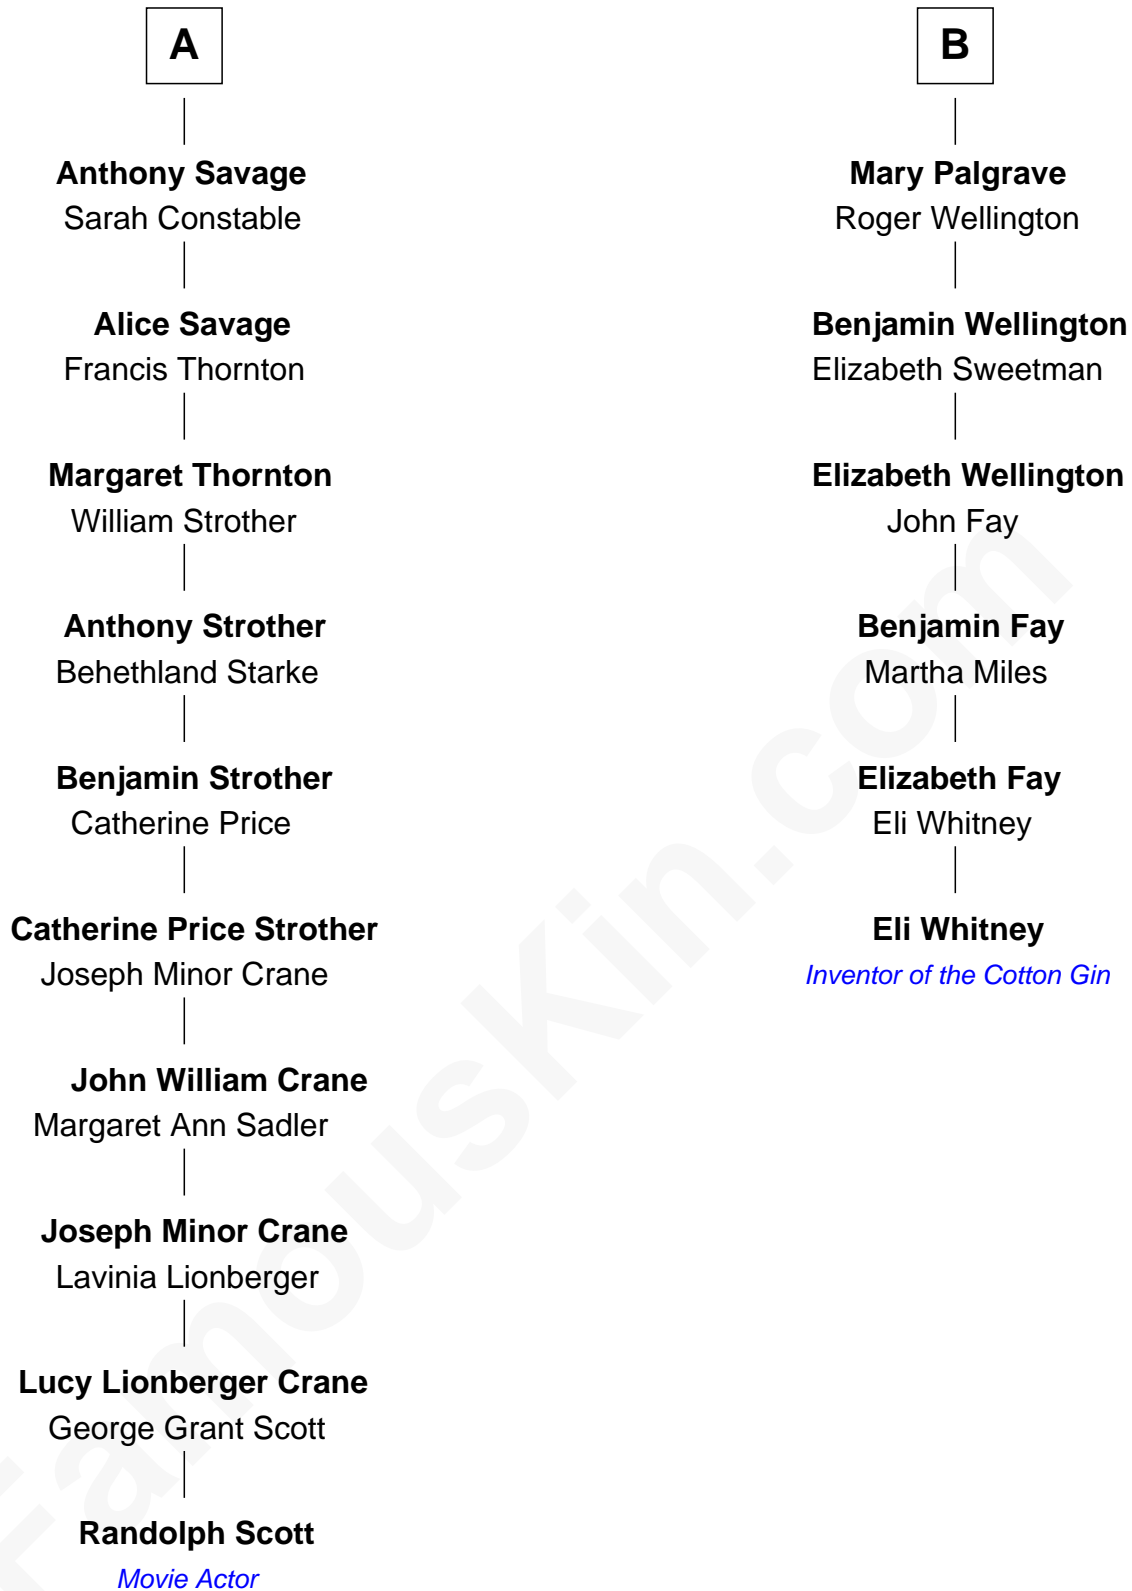 A
Anthony Savage
Sarah Constable
Alice Savage
Francis Thornton
Margaret Thornton
William Strother
Anthony Strother
Behethland Starke
Benjamin Strother
Catherine Price
Catherine Price Strother
Joseph Minor Crane
John William Crane
Margaret Ann Sadler
Joseph Minor Crane
Lavinia Lionberger
Lucy Lionberger Crane
George Grant Scott
Randolph Scott
Movie Actor
B
Mary Palgrave
Roger Wellington
Benjamin Wellington
Elizabeth Sweetman
Elizabeth Wellington
John Fay
Benjamin Fay
Martha Miles
Elizabeth Fay
Eli Whitney
Eli Whitney
Inventor of the Cotton Gin
FamousKin.com